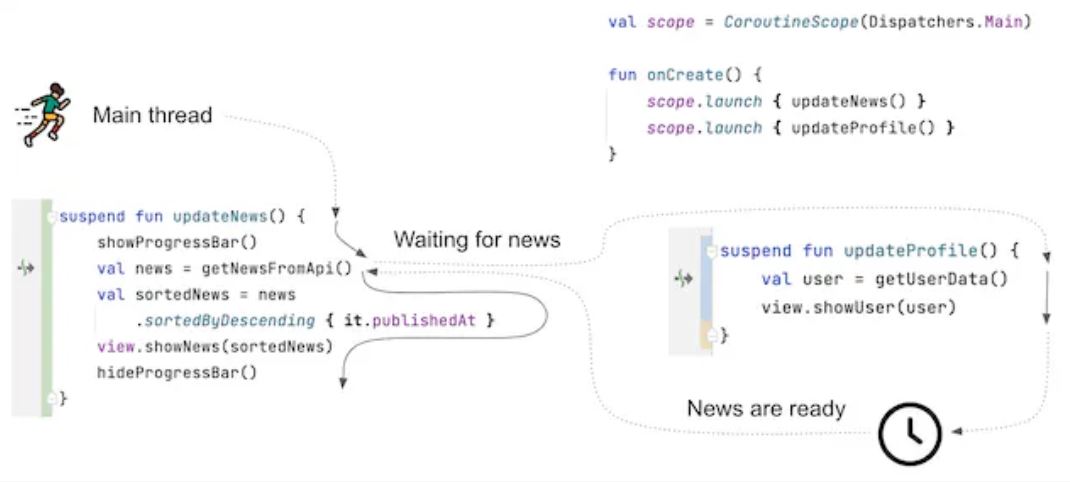 val scope = CoroutineScope(Dispatchers.Main)
fun onCreate() {
scope.launch { updateNews() }
scope.launch { updateProfile() }
}
Main thread
suspend fun updateNews() {
showProgressBar()
val news = getNewsFromApi()
val sortedNews = news
.sortedByDescending { it.publishedAt }
view.showNews(sortedNews)
hideProgressBar()
}
Waiting for news
suspend fun updateProfile() {
val user = getUserData()
view.showUser(user)
}
News are ready